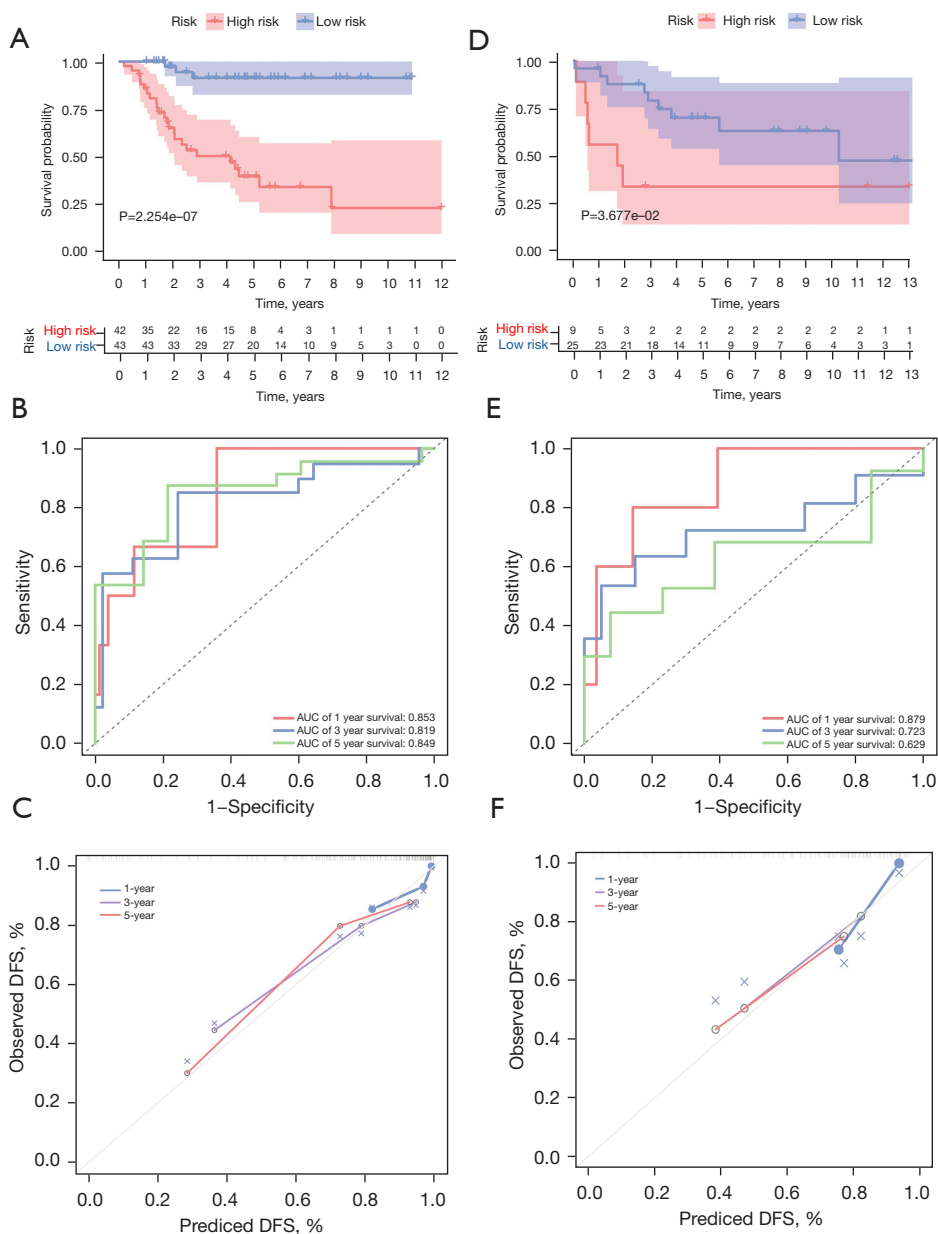 A
Risk High risk Low risk
Survival probability
1.00
0.75
0.50
0.25
0.00
P=2.254e–07
0 1 2 3 4 5 6 7 8 9 10 11 12
Time, years
Risk
High risk 42 35 22 16 15 8 4 3 1 1 1 1 0
Low risk 43 43 33 29 27 20 14 10 9 5 3 0 0
0 1 2 3 4 5 6 7 8 9 10 11 12
Time, years
D
Risk High risk Low risk
Survival probability
1.00
0.75
0.50
0.25
0.00
P=3.677e–02
0 1 2 3 4 5 6 7 8 9 10 11 12 13
Time, years
Risk
High risk 9 5 3 2 2 2 2 2 2 2 2 2 1 1
Low risk 25 23 21 18 14 11 9 9 7 6 4 3 3 1
0 1 2 3 4 5 6 7 8 9 10 11 12 13
Time, years
B
Sensitivity
1.0
0.8
0.6
0.4
0.2
0.0
AUC of 1 year survival: 0.853
AUC of 3 year survival: 0.819
AUC of 5 year survival: 0.849
0.0 0.2 0.4 0.6 0.8 1.0
1–Specificity
E
Sensitivity
1.0
0.8
0.6
0.4
0.2
0.0
AUC of 1 year survival: 0.879
AUC of 3 year survival: 0.723
AUC of 5 year survival: 0.629
0.0 0.2 0.4 0.6 0.8 1.0
1–Specificity
C
Observed DFS, %
1.0
0.8
0.6
0.4
0.2
0.0
1-year
3-year
5-year
0.0 0.2 0.4 0.6 0.8 1.0
Prediced DFS, %
F
Observed DFS, %
1.0
0.8
0.6
0.4
0.2
0.0
1-year
3-year
5-year
0.0 0.2 0.4 0.6 0.8 1.0
Prediced DFS, %